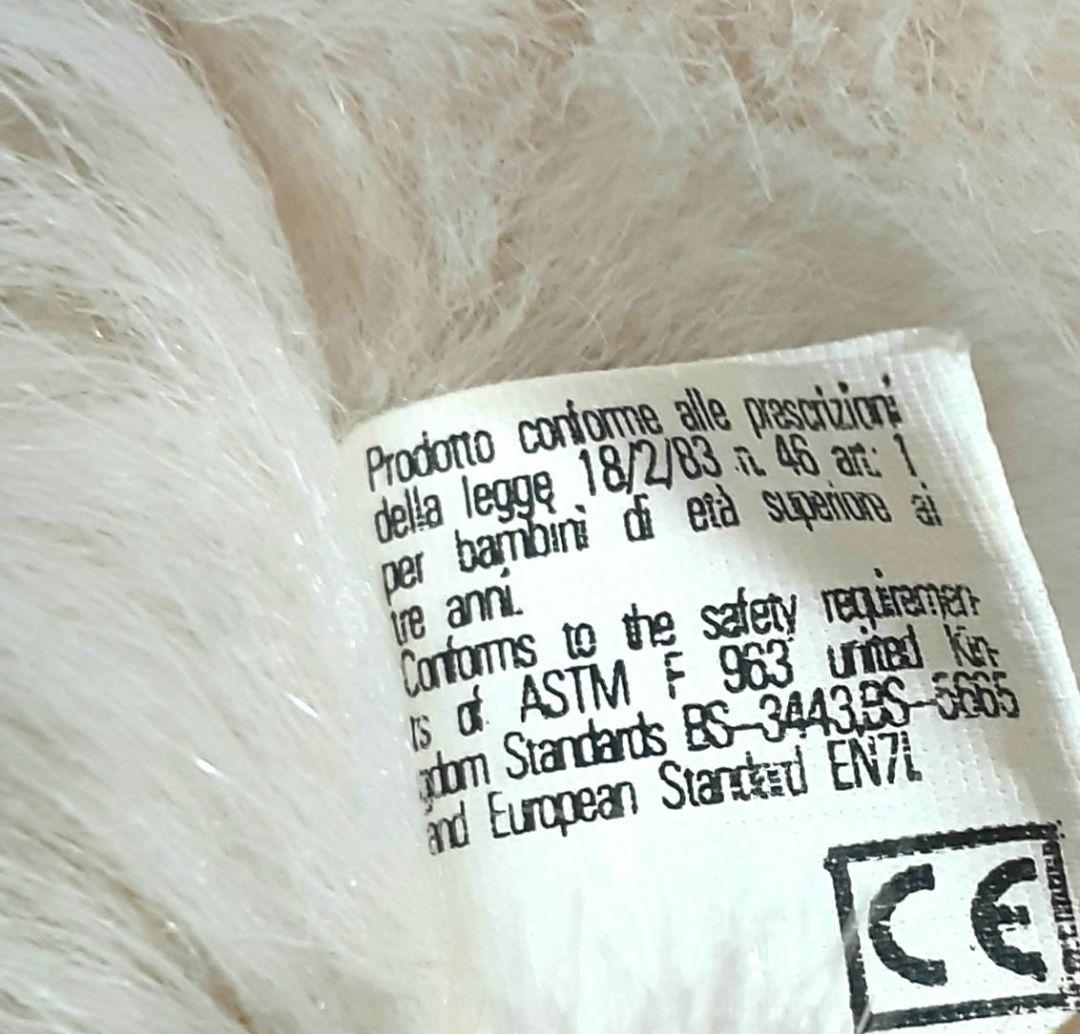 Prodotto conforme alle prescrizioni
della legge 18/2/83 n. 46 art: 1
per bambini di età superiore ai
tre anni.
Conforms to the safety requiremen-
ts of ASTM F 963 united Kin-
gdom Standards BS-3443,BS-5665
and European Standard EN71.
CE